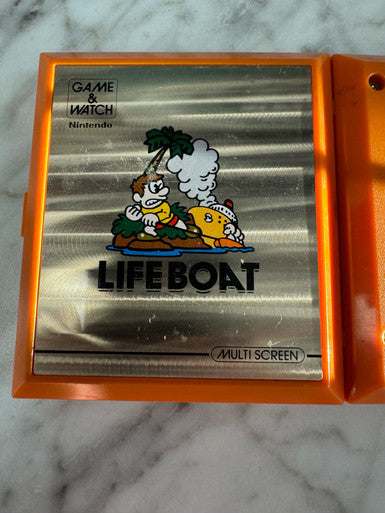 GAME
&
WATCH
Nintendo
LIFEBOAT
MULTI SCREEN